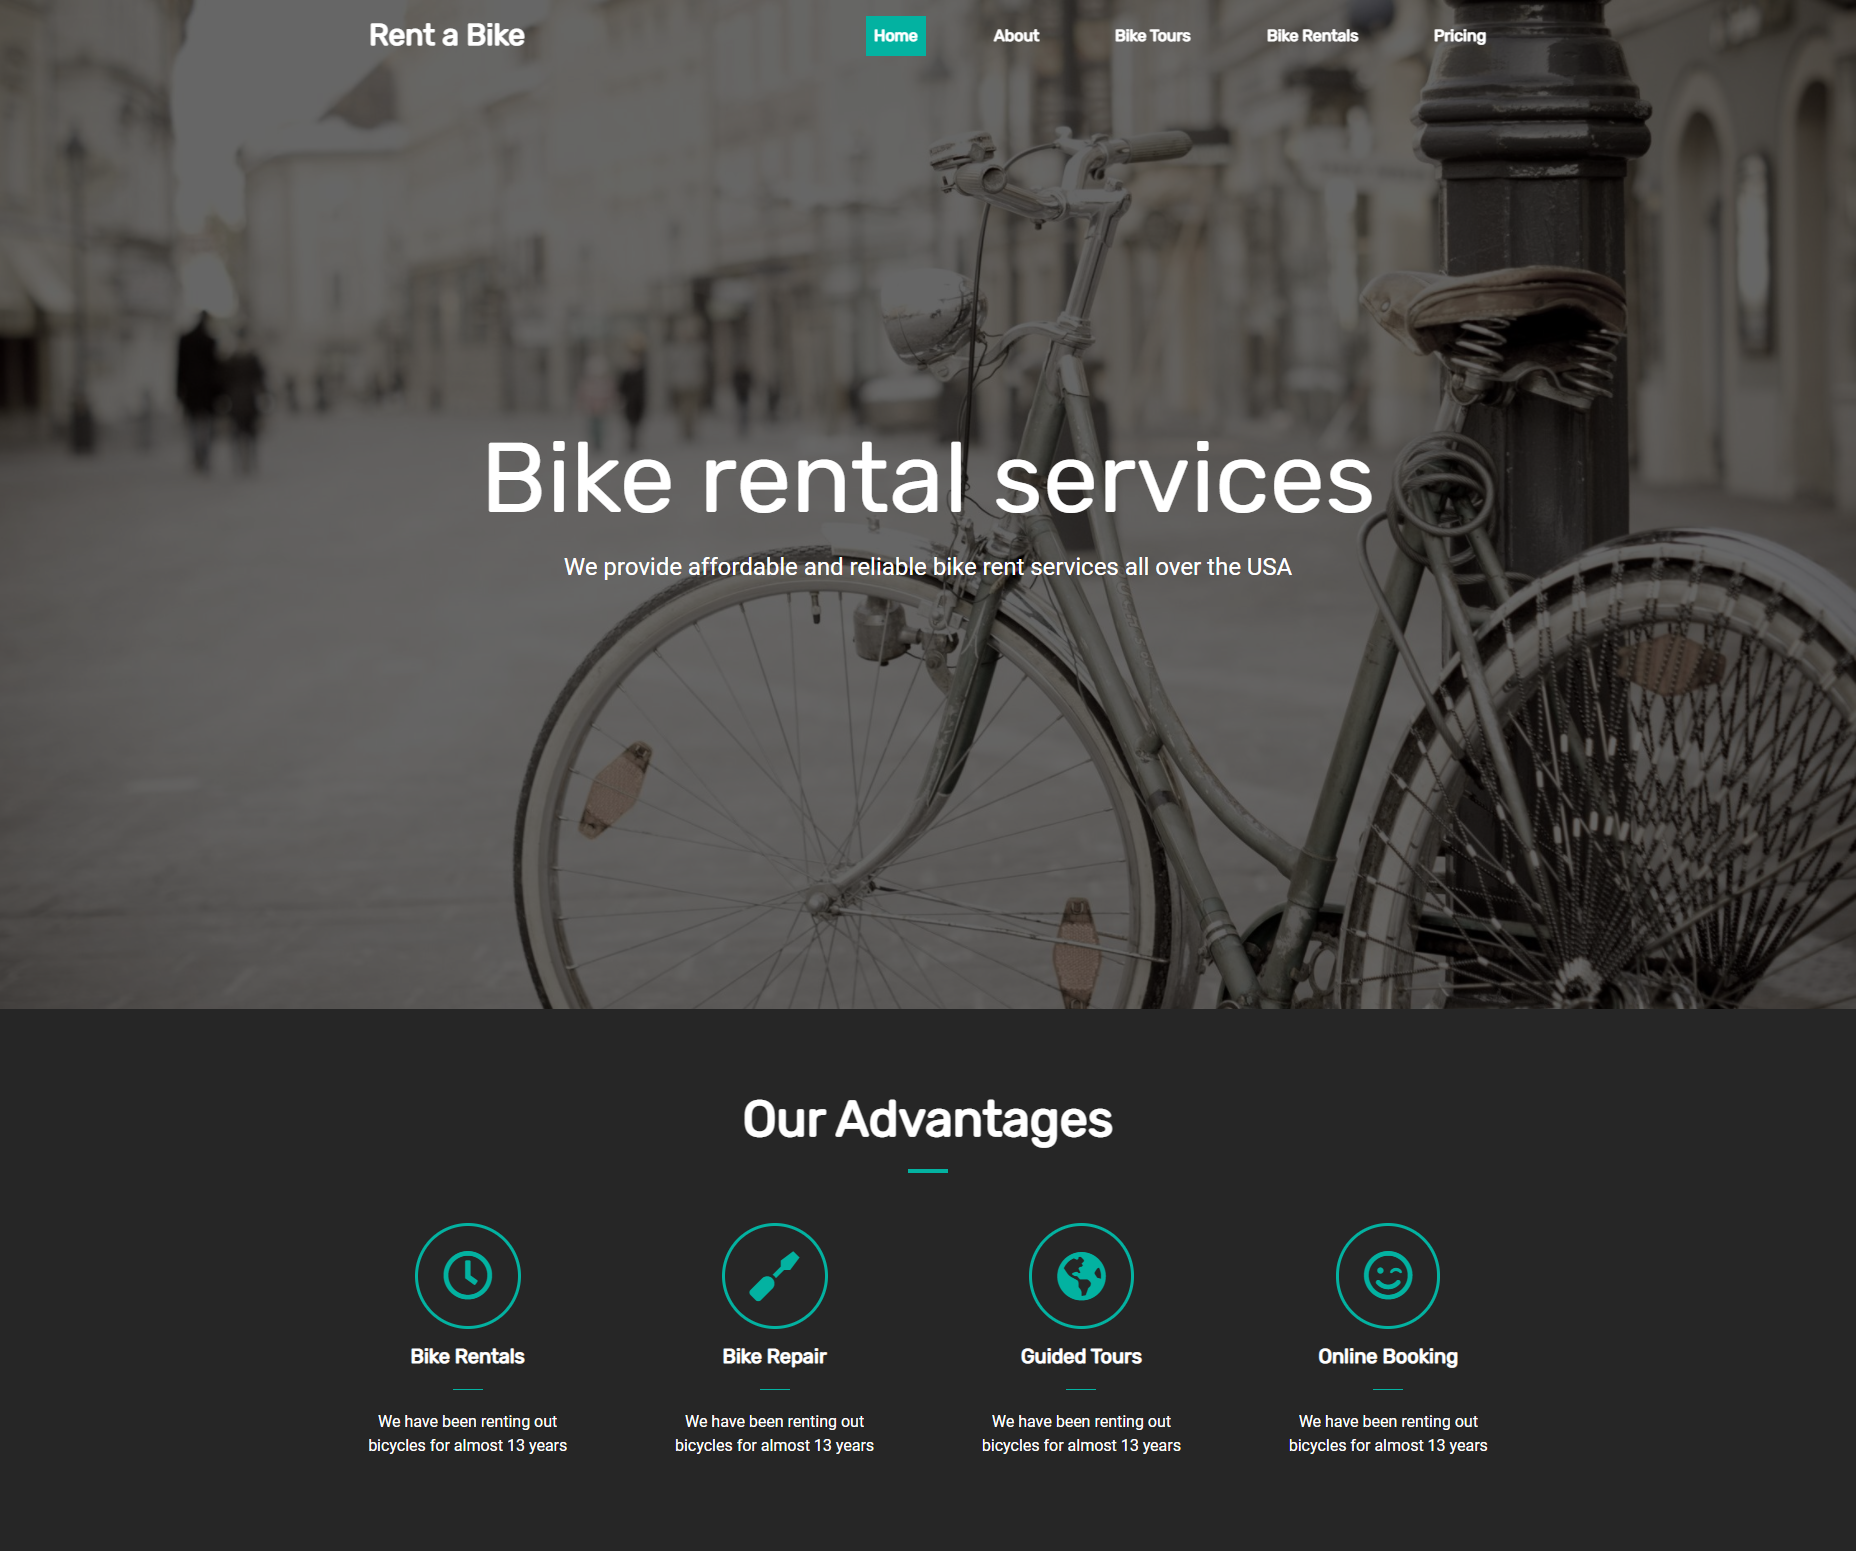 Rent a Bike
Home About Bike Tours Bike Rentals Pricing
Bike rental services
We provide affordable and reliable bike rent services all over the USA
Our Advantages
Bike Rentals
We have been renting out
bicycles for almost 13 years
Bike Repair
We have been renting out
bicycles for almost 13 years
Guided Tours
We have been renting out
bicycles for almost 13 years
Online Booking
We have been renting out
bicycles for almost 13 years